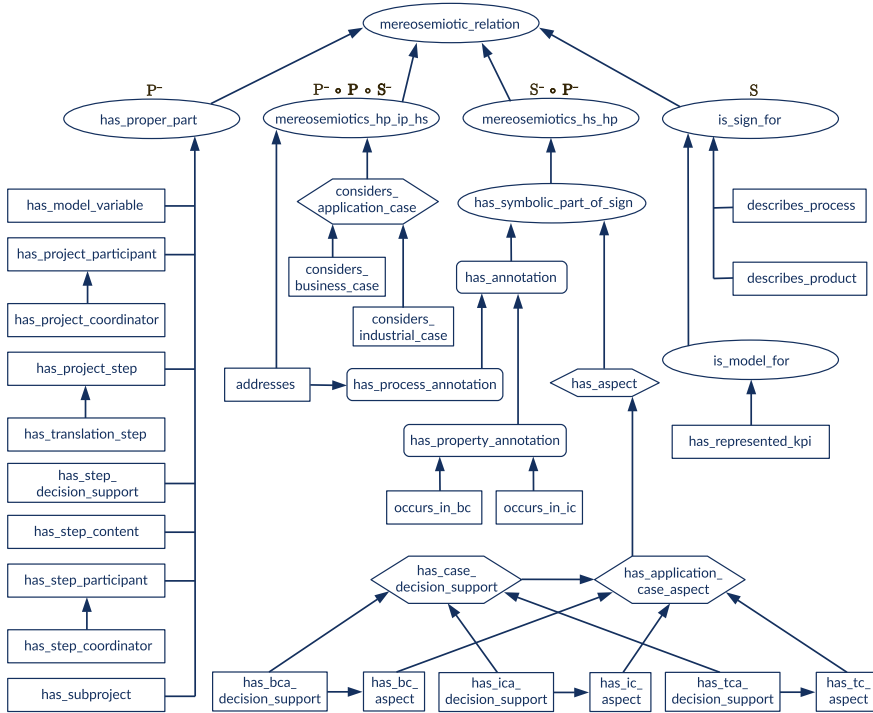 mereosemiotic_relation
P⁻
P⁻ ∘ P ∘ S⁻
S⁻ ∘ P⁻
S
has_proper_part
mereosemiotics_hp_ip_hs
mereosemiotics_hs_hp
is_sign_for
has_model_variable
has_project_participant
has_project_coordinator
has_project_step
has_translation_step
has_step_
decision_support
has_step_content
has_step_participant
has_step_coordinator
has_subproject
considers_
application_case
considers_
business_case
considers_
industrial_case
addresses
has_symbolic_part_of_sign
has_annotation
has_process_annotation
has_aspect
has_property_annotation
occurs_in_bc
occurs_in_ic
describes_process
describes_product
is_model_for
has_represented_kpi
has_case_
decision_support
has_application_
case_aspect
has_bca_
decision_support
has_bc_
aspect
has_ica_
decision_support
has_ic_
aspect
has_tca_
decision_support
has_tc_
aspect